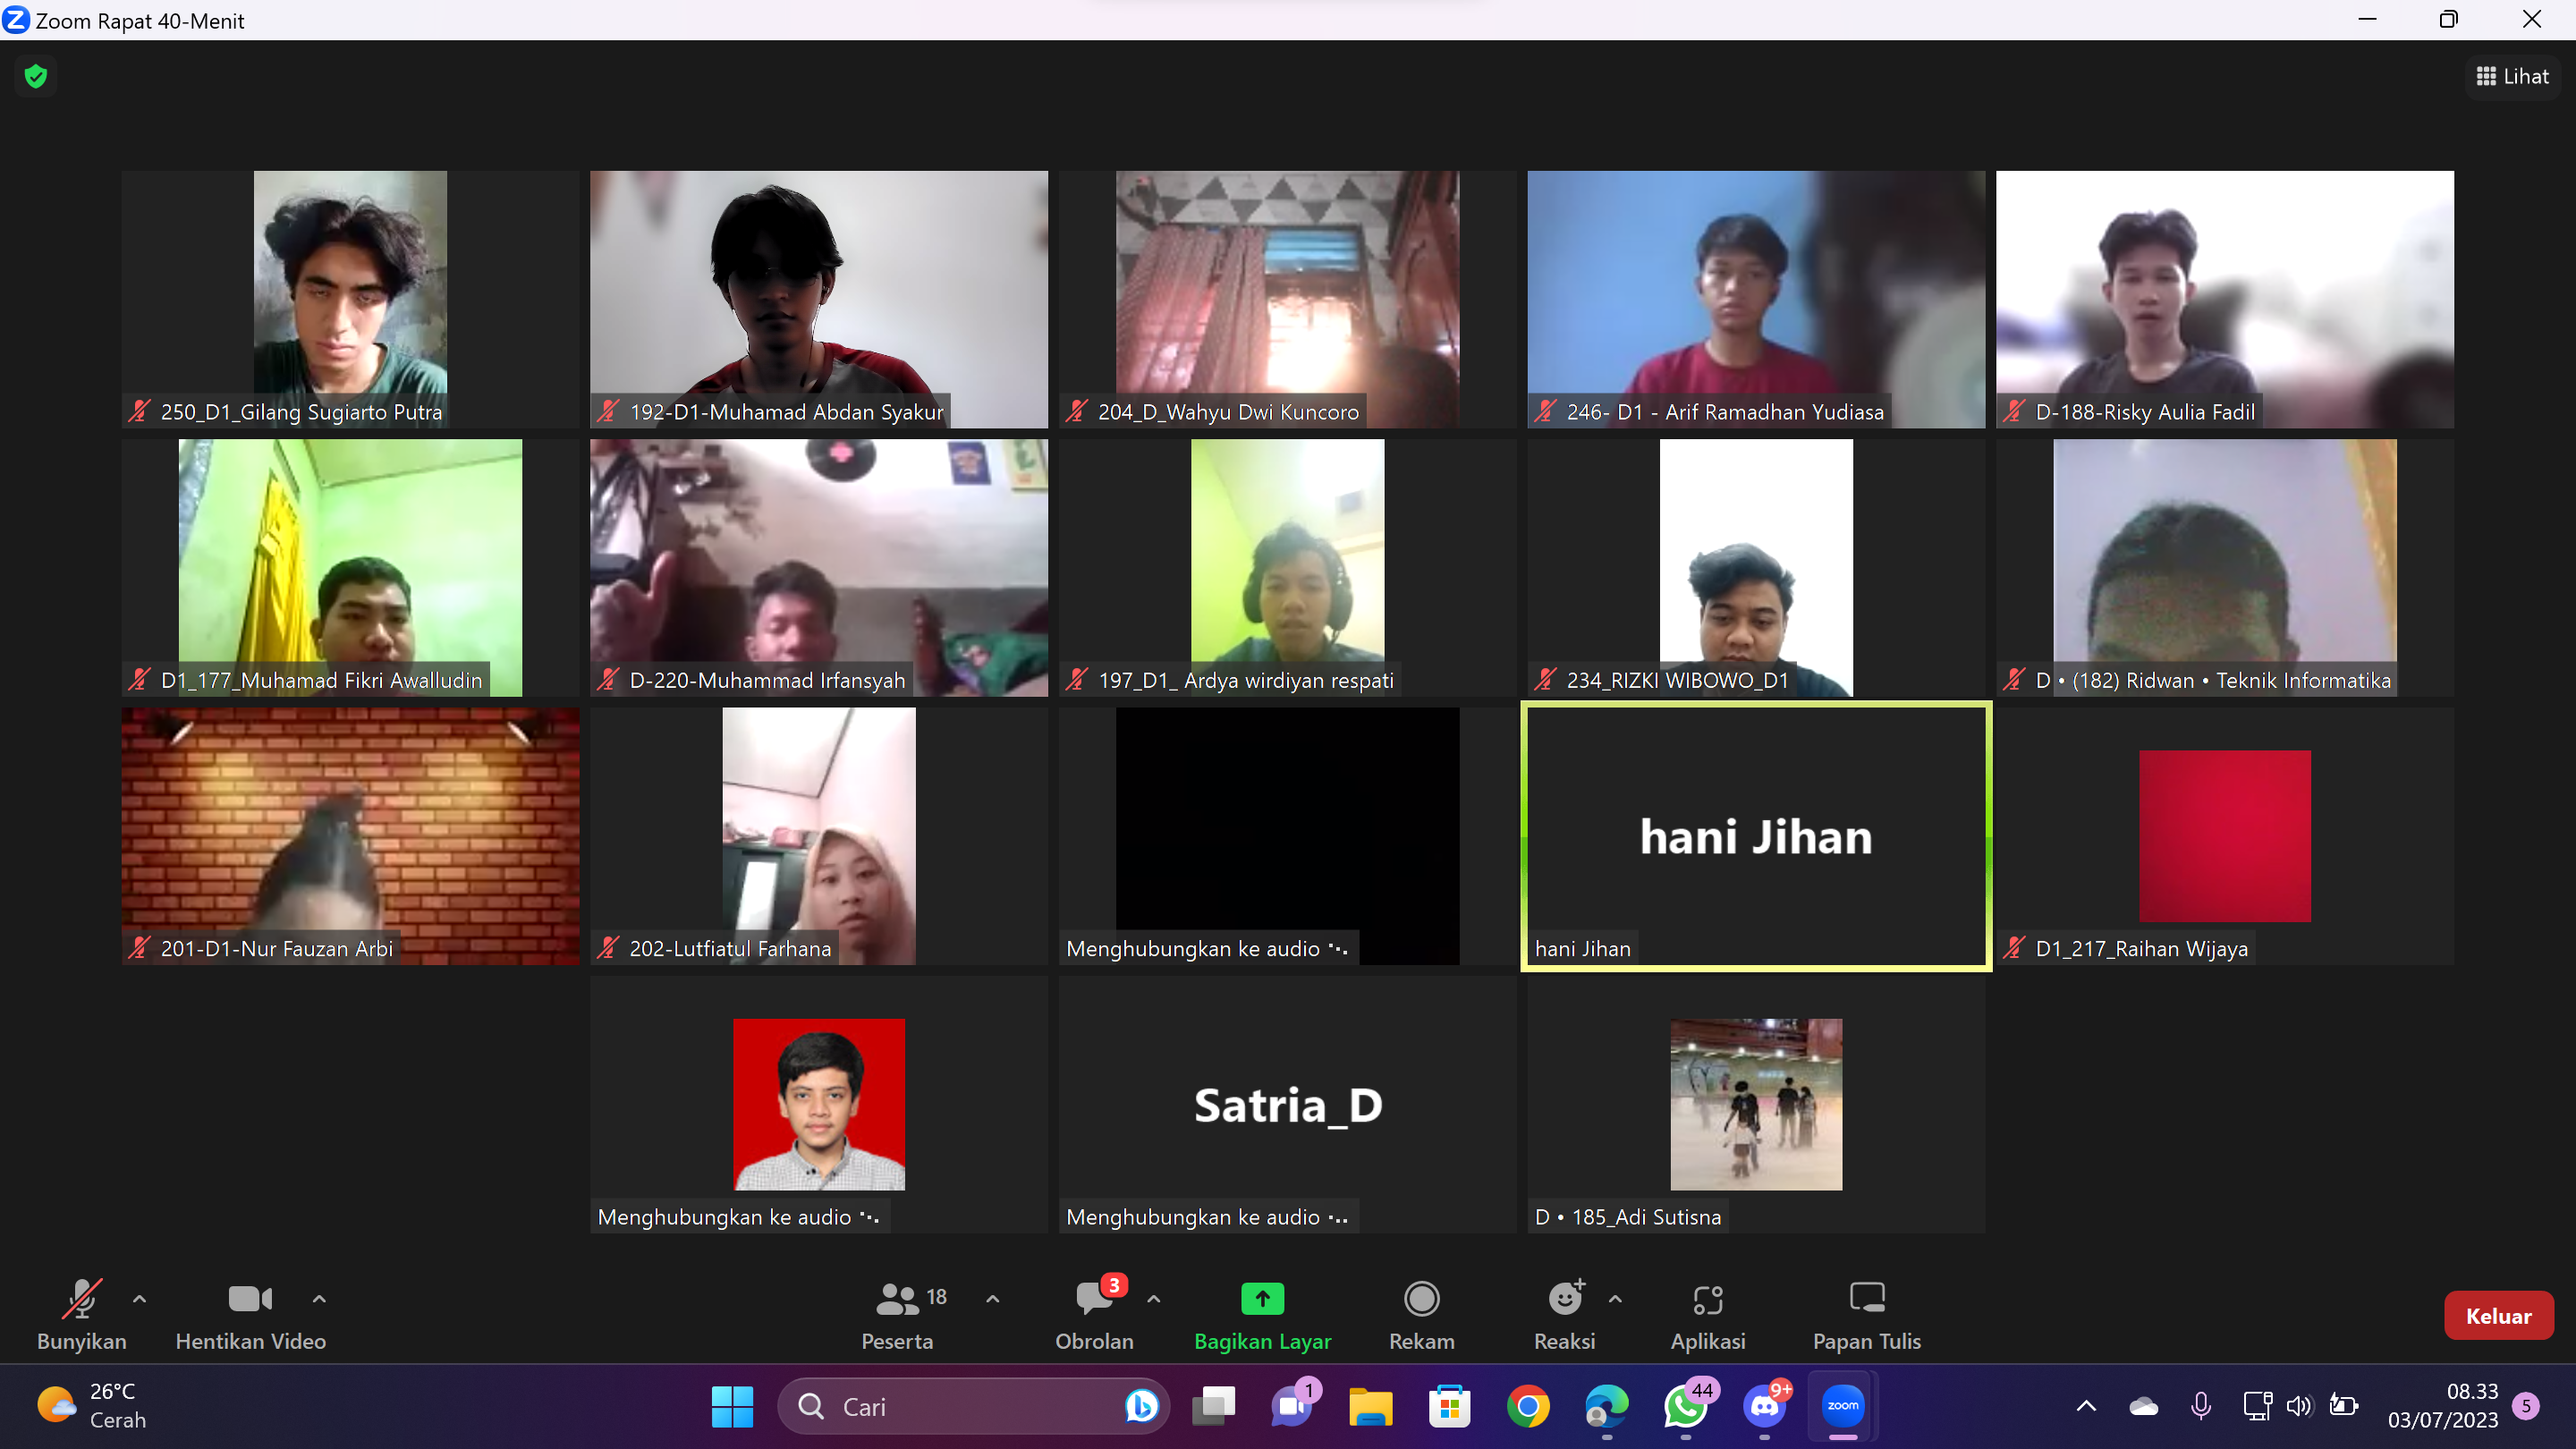 Zoom Rapat 40-Menit
Lihat
250_D1_Gilang Sugiarto Putra
192-D1-Muhamad Abdan Syakur
204_D_Wahyu Dwi Kuncoro
246- D1 - Arif Ramadhan Yudiasa
D-188-Risky Aulia Fadil
D1_177_Muhamad Fikri Awalludin
D-220-Muhammad Irfansyah
197_D1_ Ardya wirdiyan respati
234_RIZKI WIBOWO_D1
D • (182) Ridwan • Teknik Informatika
201-D1-Nur Fauzan Arbi
202-Lutfiatul Farhana
Menghubungkan ke audio
hani Jihan
hani Jihan
D1_217_Raihan Wijaya
Menghubungkan ke audio
Satria_D
Menghubungkan ke audio
D • 185_Adi Sutisna
Bunyikan
Hentikan Video
18
Peserta
3
Obrolan
Bagikan Layar
Rekam
Reaksi
Aplikasi
Papan Tulis
Keluar
26°C
Cerah
Cari
1
44
9+
zoom
08.33
03/07/2023
5